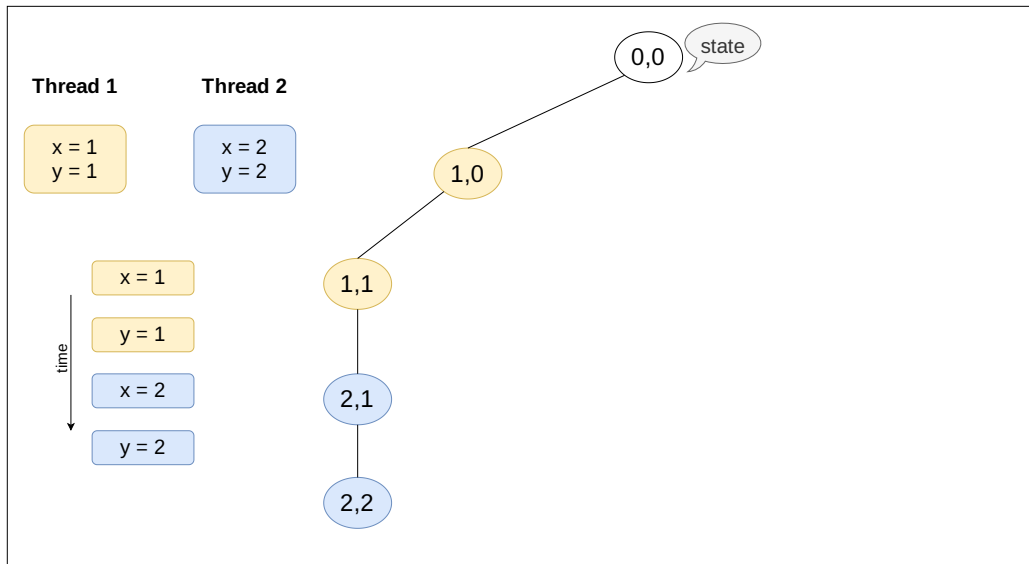 Thread 1
Thread 2
x = 1
y = 1
x = 2
y = 2
time
x = 1
y = 1
x = 2
y = 2
0,0
state
1,0
1,1
2,1
2,2